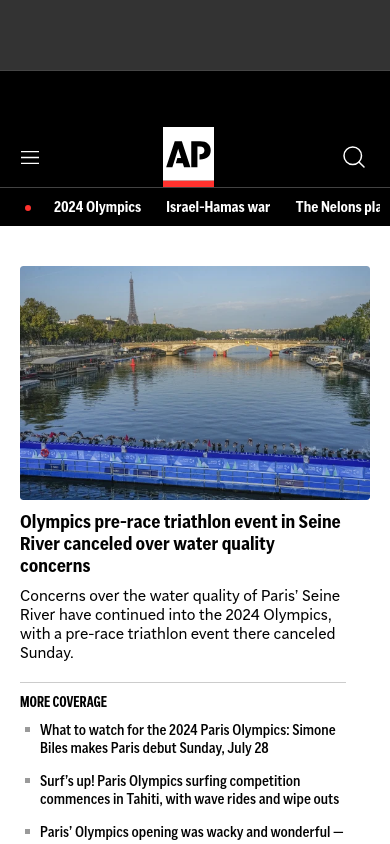 AP
2024 Olympics Israel-Hamas war The Nelons pla
Olympics pre-race triathlon event in Seine
River canceled over water quality
concerns
Concerns over the water quality of Paris’ Seine
River have continued into the 2024 Olympics,
with a pre-race triathlon event there canceled
Sunday.
MORE COVERAGE
What to watch for the 2024 Paris Olympics: Simone
Biles makes Paris debut Sunday, July 28
Surf’s up! Paris Olympics surfing competition
commences in Tahiti, with wave rides and wipe outs
Paris’ Olympics opening was wacky and wonderful —